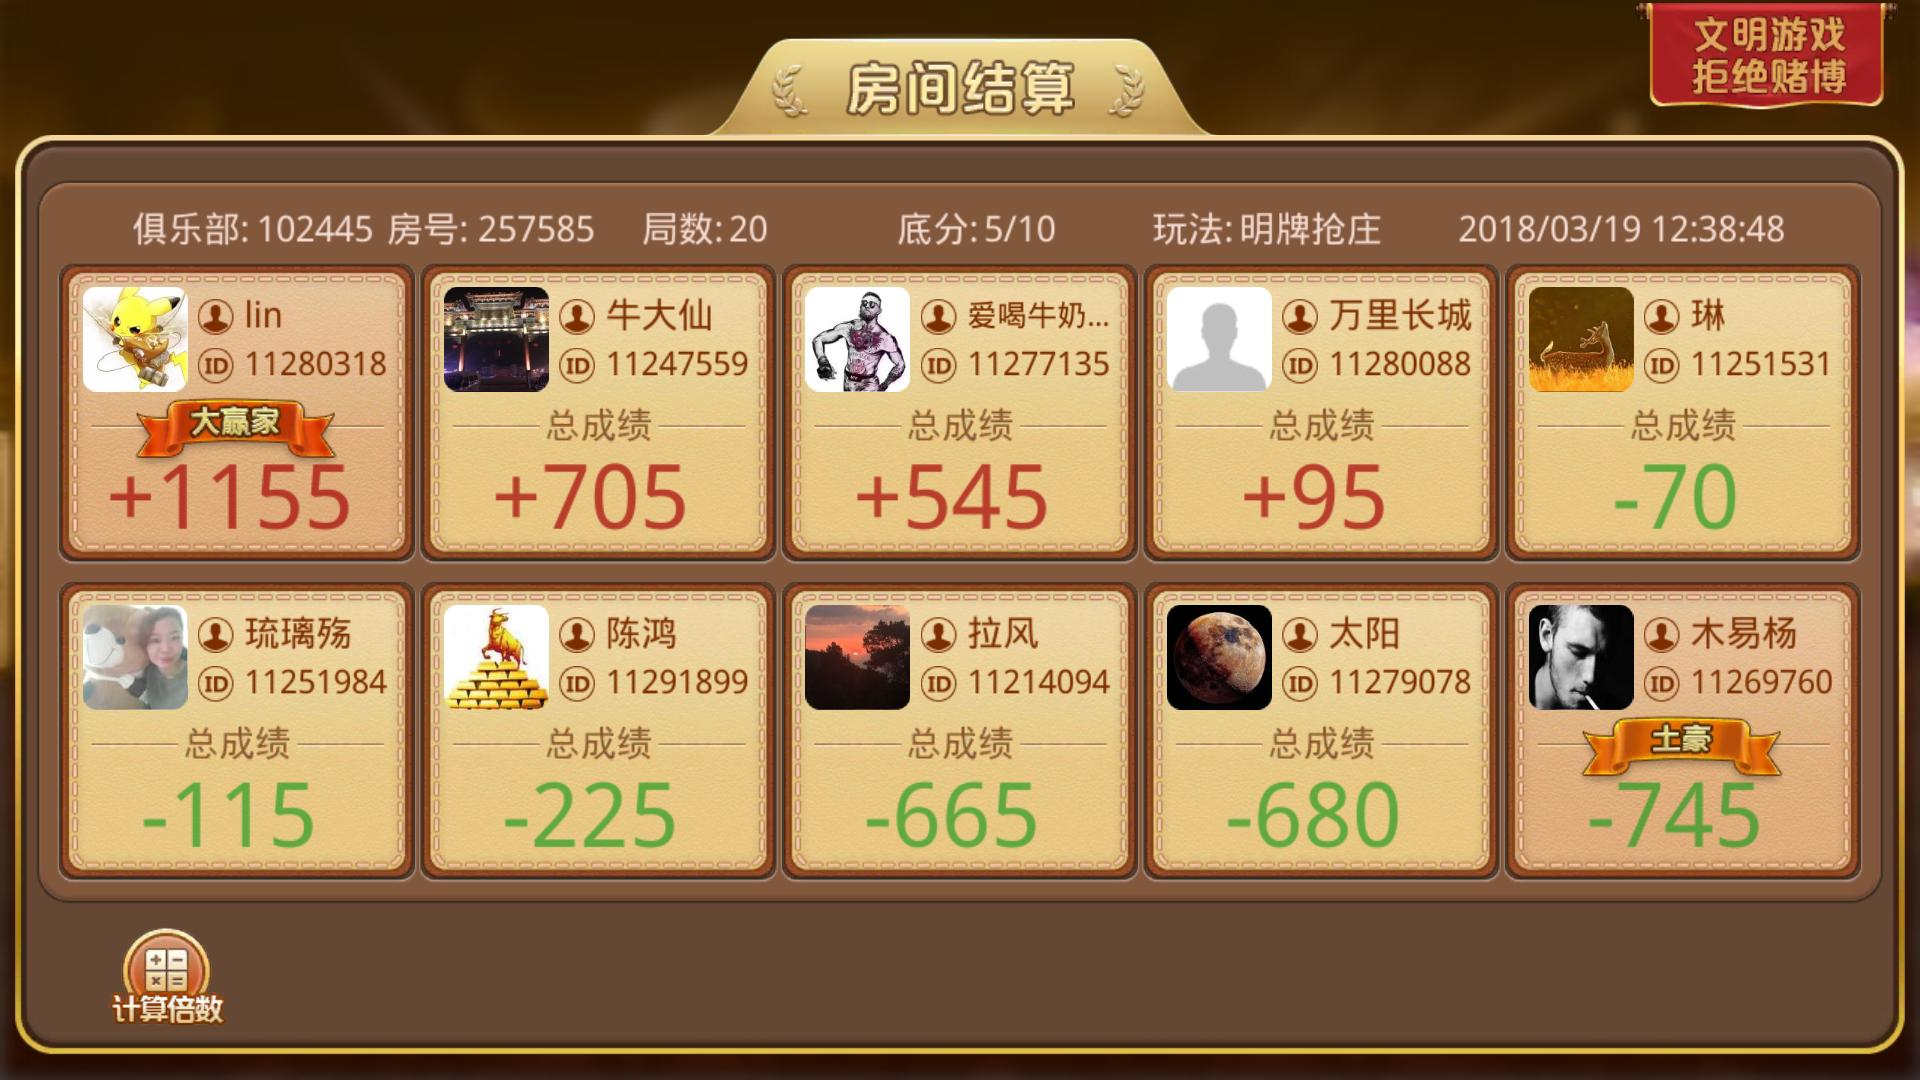 文明游戏
拒绝赌博
房间结算
俱乐部: 102445 房号: 257585 局数: 20 底分: 5/10 玩法: 明牌抢庄 2018/03/19 12:38:48
lin
ID 11280318
大赢家
+1155
牛大仙
ID 11247559
总成绩
+705
爱喝牛奶...
ID 11277135
总成绩
+545
万里长城
ID 11280088
总成绩
+95
琳
ID 11251531
总成绩
-70
琉璃殇
ID 11251984
总成绩
-115
陈鸿
ID 11291899
总成绩
-225
拉风
ID 11214094
总成绩
-665
太阳
ID 11279078
总成绩
-680
木易杨
ID 11269760
土豪
-745
计算倍数